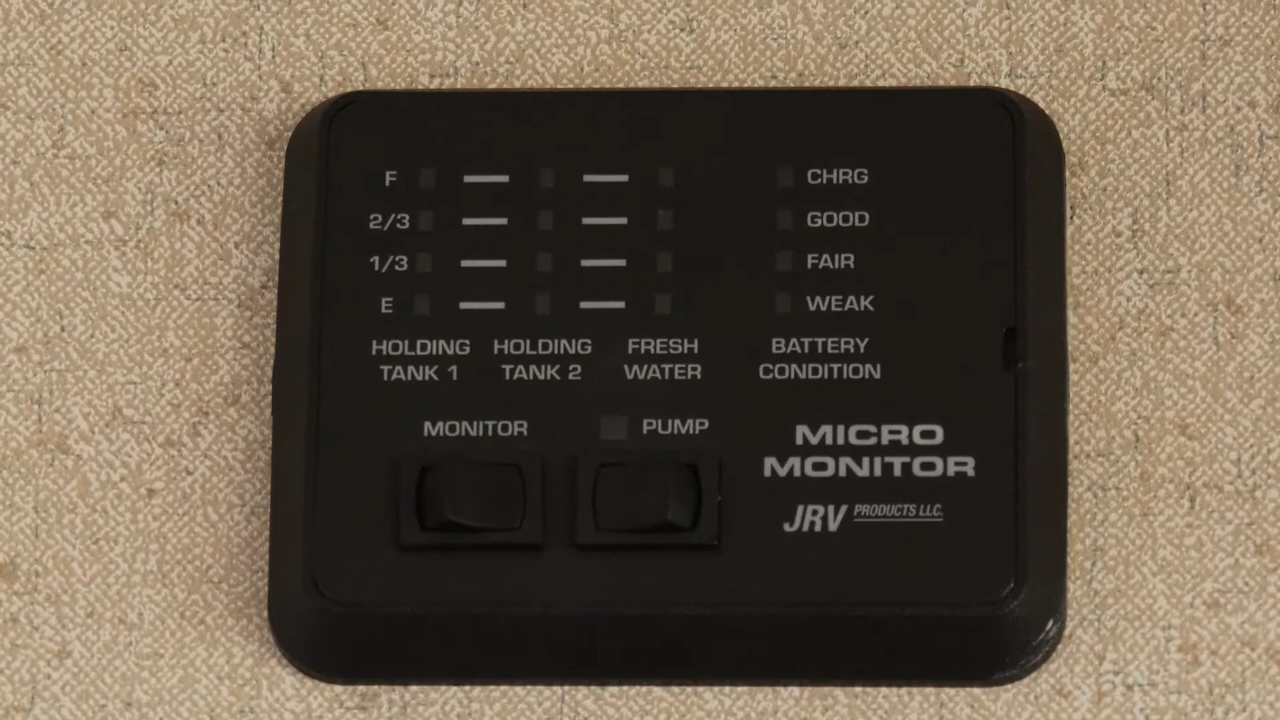 F
2/3
1/3
E
CHRG
GOOD
FAIR
WEAK
HOLDING TANK 1
HOLDING TANK 2
FRESH WATER
BATTERY CONDITION
MONITOR
PUMP
MICRO
MONITOR
JRV PRODUCTS LLC.